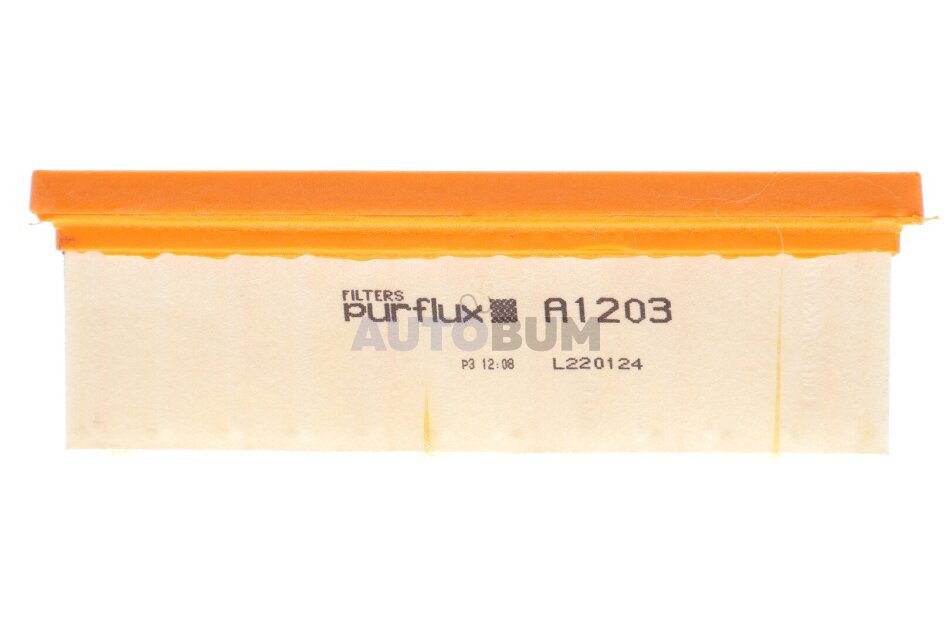 FILTERS
purflux A1203
AUTOBUM
P3 12:08 L220124